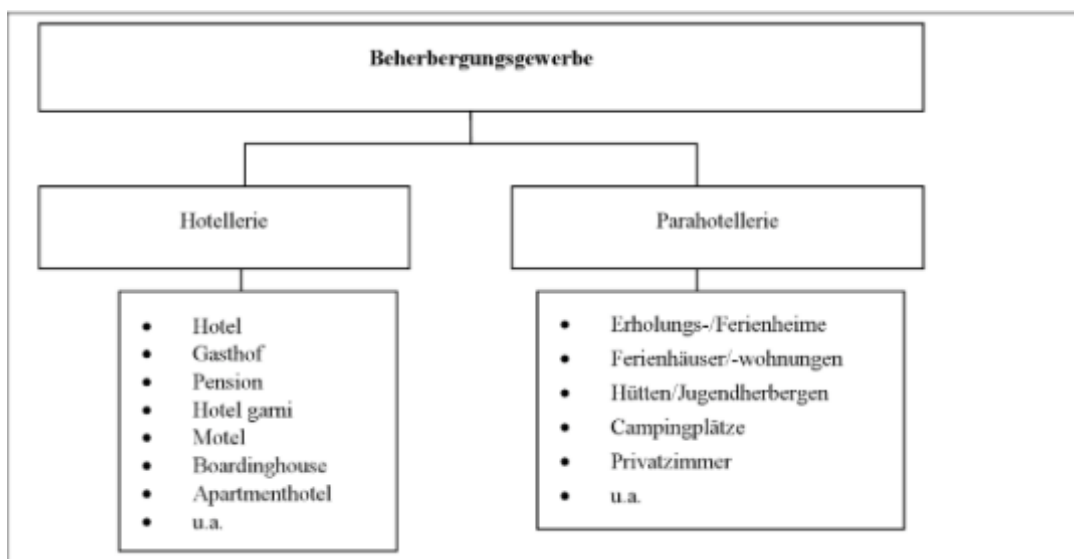 Beherbergungsgewerbe
Hotellerie
Parahotellerie
• Hotel
• Gasthof
• Pension
• Hotel garni
• Motel
• Boardinghouse
• Apartmenthotel
• u.a.
• Erholungs-/Ferienheime
• Ferienhäuser/-wohnungen
• Hütten/Jugendherbergen
• Campingplätze
• Privatzimmer
• u.a.